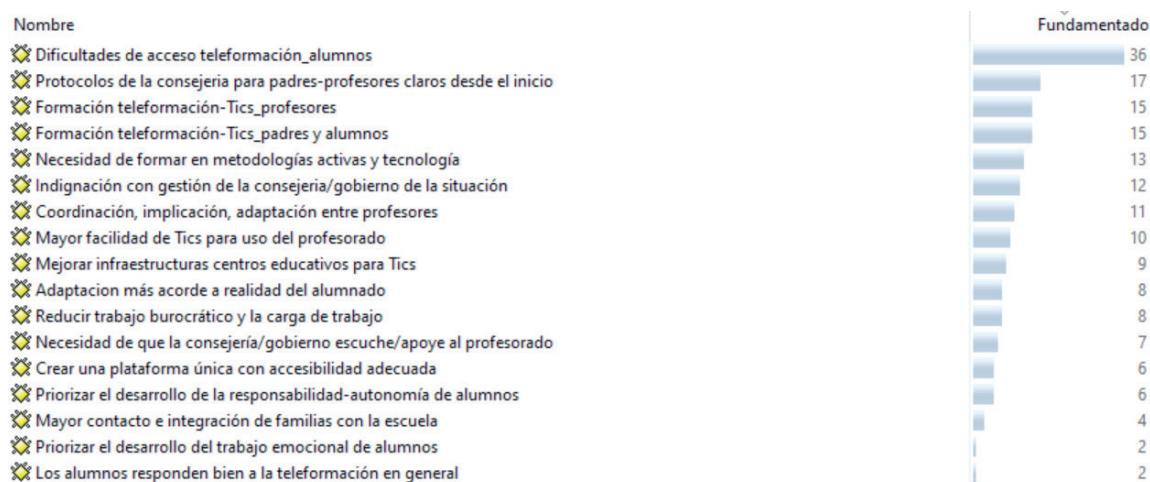 Nombre Fundamentado
Dificultades de acceso teleformación_alumnos 36
Protocolos de la consejeria para padres-profesores claros desde el inicio 17
Formación teleformación-Tics_profesores 15
Formación teleformación-Tics_padres y alumnos 15
Necesidad de formar en metodologías activas y tecnología 13
Indignación con gestión de la consejeria/gobierno de la situación 12
Coordinación, implicación, adaptación entre profesores 11
Mayor facilidad de Tics para uso del profesorado 10
Mejorar infraestructuras centros educativos para Tics 9
Adaptacion más acorde a realidad del alumnado 8
Reducir trabajo burocrático y la carga de trabajo 8
Necesidad de que la consejería/gobierno escuche/apoye al profesorado 7
Crear una plataforma única con accesibilidad adecuada 6
Priorizar el desarrollo de la responsabilidad-autonomía de alumnos 6
Mayor contacto e integración de familias con la escuela 4
Priorizar el desarrollo del trabajo emocional de alumnos 2
Los alumnos responden bien a la teleformación en general 2